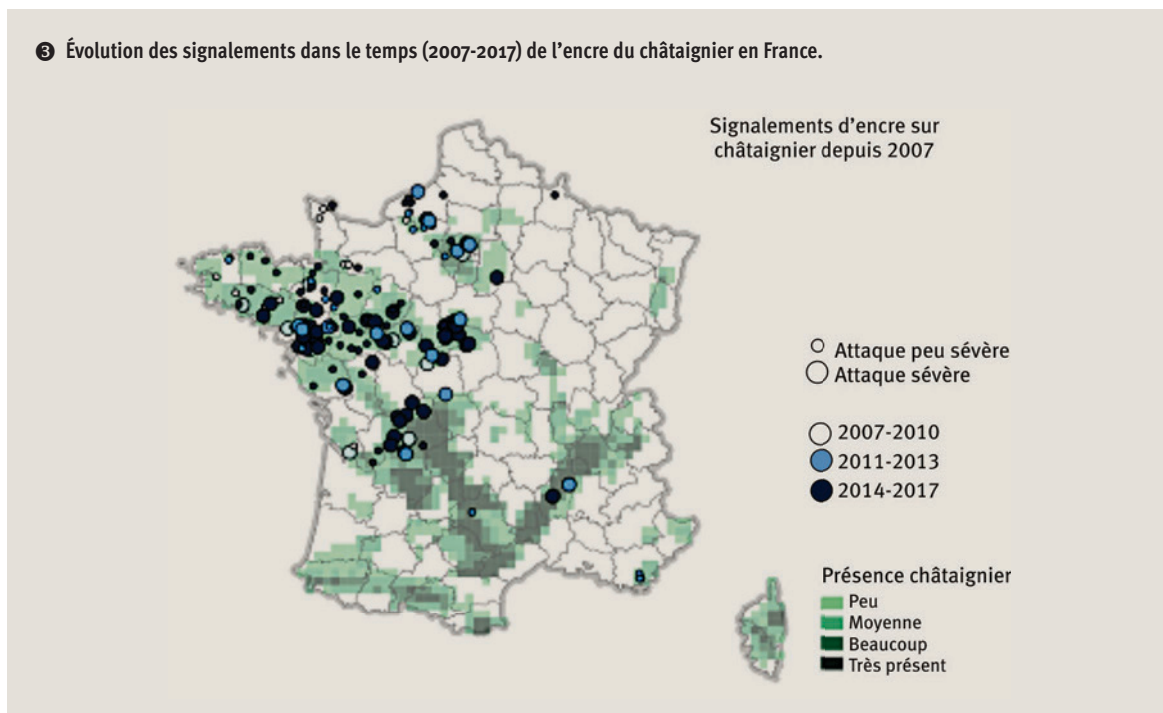 ❸ Évolution des signalements dans le temps (2007-2017) de l’encre du châtaignier en France.
Signalements d’encre sur
châtaignier depuis 2007
Attaque peu sévère
Attaque sévère
2007-2010
2011-2013
2014-2017
Présence châtaignier
Peu
Moyenne
Beaucoup
Très présent